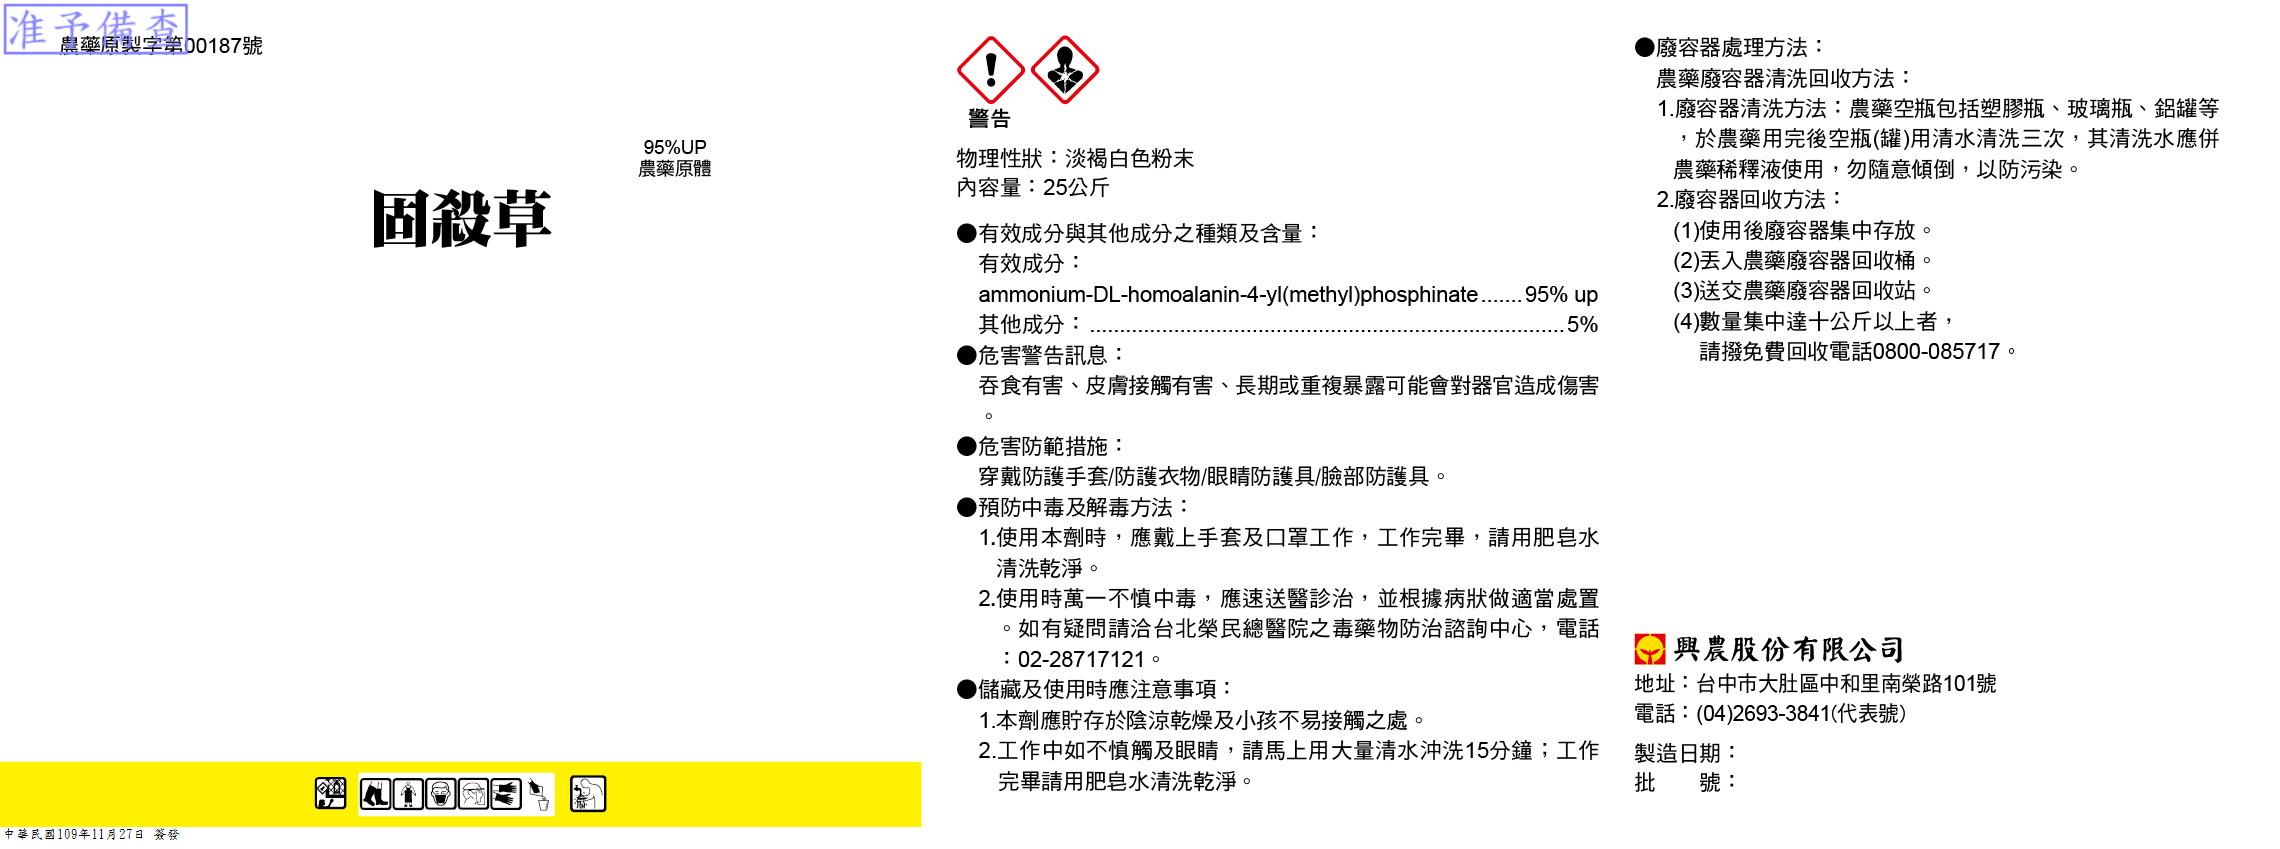 准予備查
農藥原製字第00187號
95%UP
農藥原體
固殺草
中華民國109年11月27日 簽發
警告
物理性狀：淡褐白色粉末
內容量：25公斤
●有效成分與其他成分之種類及含量：
有效成分：
ammonium-DL-homoalanin-4-yl(methyl)phosphinate.......95% up
其他成分：...............................................................................5%
●危害警告訊息：
吞食有害、皮膚接觸有害、長期或重複暴露可能會對器官造成傷害
。
●危害防範措施：
穿戴防護手套/防護衣物/眼睛防護具/臉部防護具。
●預防中毒及解毒方法：
1.使用本劑時，應戴上手套及口罩工作，工作完畢，請用肥皂水
清洗乾淨。
2.使用時萬一不慎中毒，應速送醫診治，並根據病狀做適當處置
。如有疑問請洽台北榮民總醫院之毒藥物防治諮詢中心，電話
：02-28717121。
●儲藏及使用時應注意事項：
1.本劑應貯存於陰涼乾燥及小孩不易接觸之處。
2.工作中如不慎觸及眼睛，請馬上用大量清水沖洗15分鐘；工作
完畢請用肥皂水清洗乾淨。
●廢容器處理方法：
農藥廢容器清洗回收方法：
1.廢容器清洗方法：農藥空瓶包括塑膠瓶、玻璃瓶、鋁罐等
，於農藥用完後空瓶(罐)用清水清洗三次，其清洗水應併
農藥稀釋液使用，勿隨意傾倒，以防污染。
2.廢容器回收方法：
(1)使用後廢容器集中存放。
(2)丟入農藥廢容器回收桶。
(3)送交農藥廢容器回收站。
(4)數量集中達十公斤以上者，
請撥免費回收電話0800-085717。
興農股份有限公司
地址：台中市大肚區中和里南榮路101號
電話：(04)2693-3841(代表號)
製造日期：
批　　號：